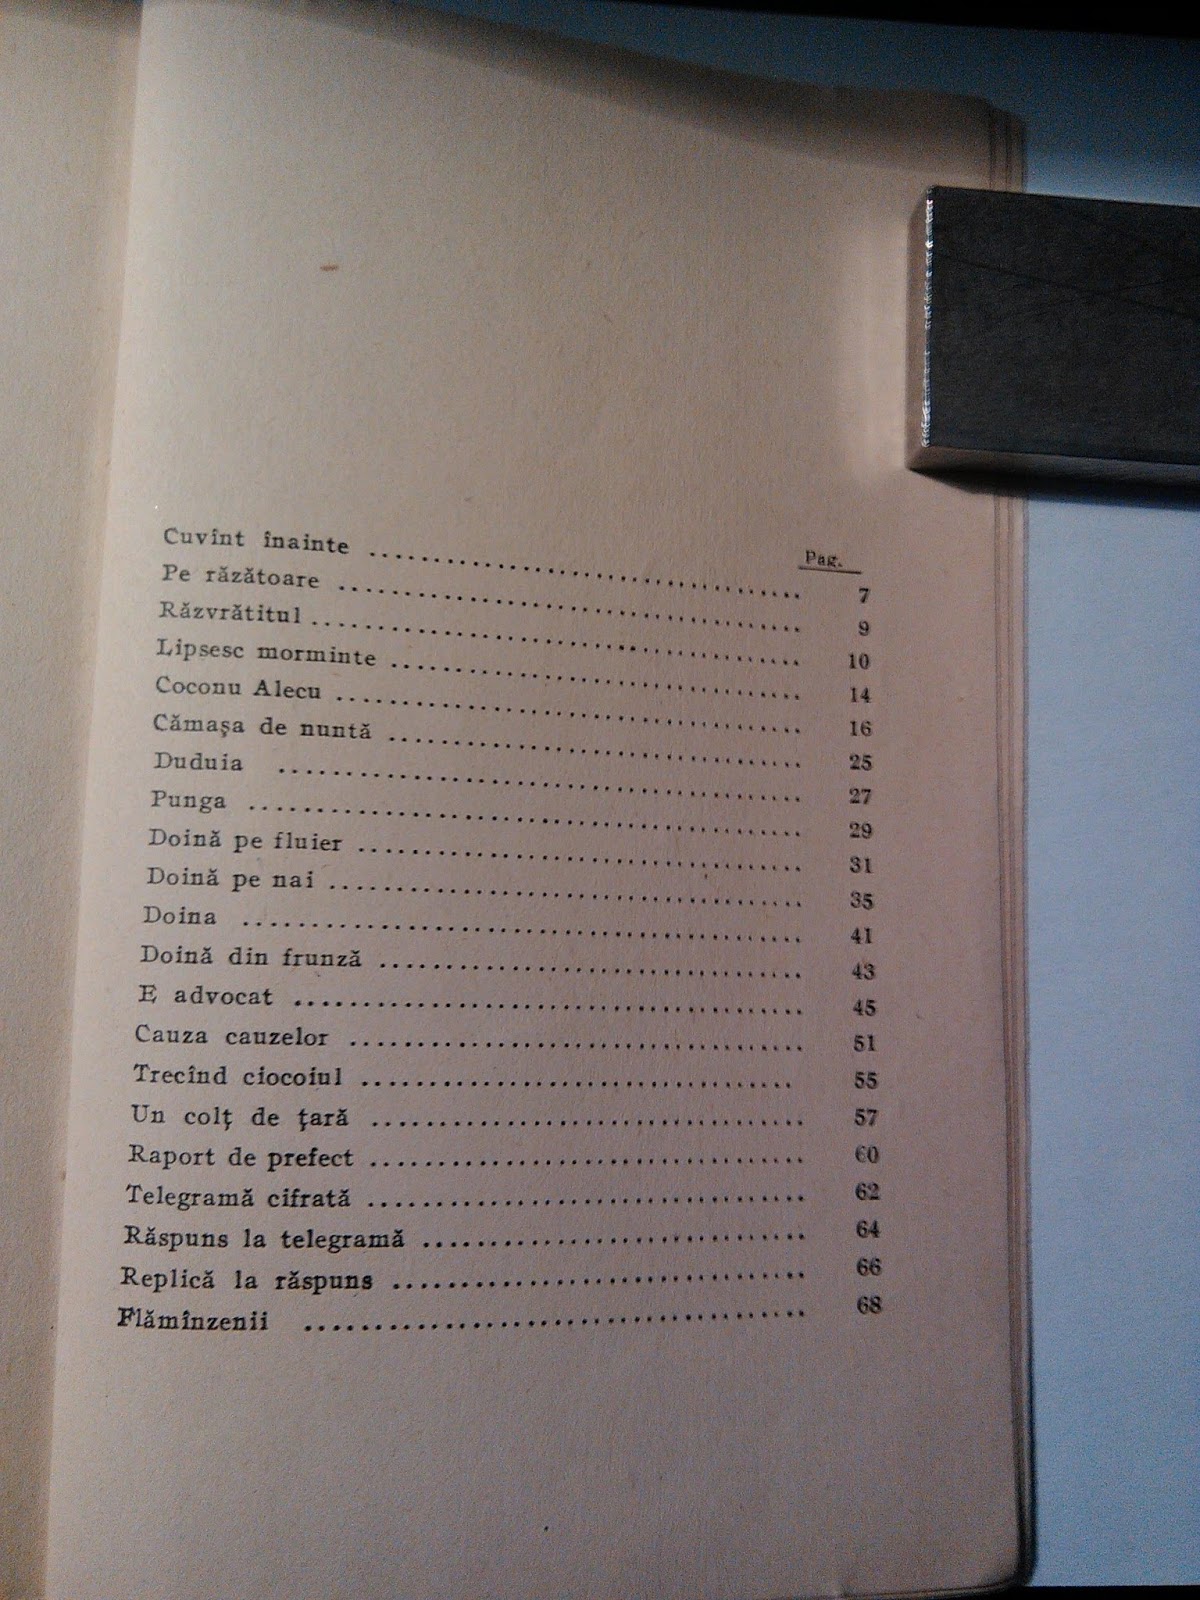 Pag.
Cuvînt înainte ........................................ 7
Pe răzătoare ........................................ 9
Răzvrătitul ........................................ 10
Lipsesc morminte ........................................ 14
Coconu Alecu ........................................ 16
Cămaşa de nuntă ........................................ 25
Duduia ........................................ 27
Punga ........................................ 29
Doină pe fluier ........................................ 31
Doină pe nai ........................................ 35
Doina ........................................ 41
Doină din frunză ........................................ 43
E advocat ........................................ 45
Cauza cauzelor ........................................ 51
Trecînd ciocoiul ........................................ 55
Un colţ de ţară ........................................ 57
Raport de prefect ........................................ 60
Telegramă cifrată ........................................ 62
Răspuns la telegramă ........................................ 64
Replică la răspuns ........................................ 66
Flămînzenii ........................................ 68